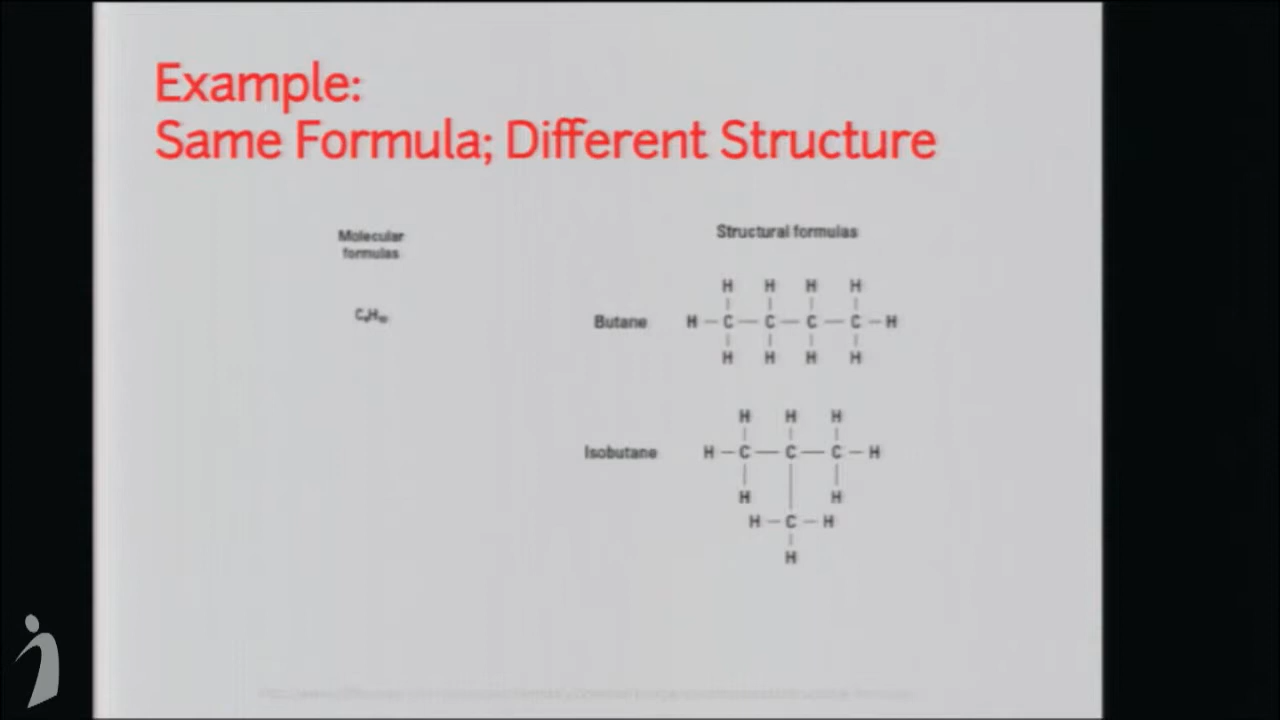 Example:
Same Formula; Different Structure
Molecular
formulas
Structural formulas
C₄H₁₀
H H H H
Butane H – C – C – C – C – H
H H H H
H H H
Isobutane H – C – C – C – H
H H
H – C – H
H